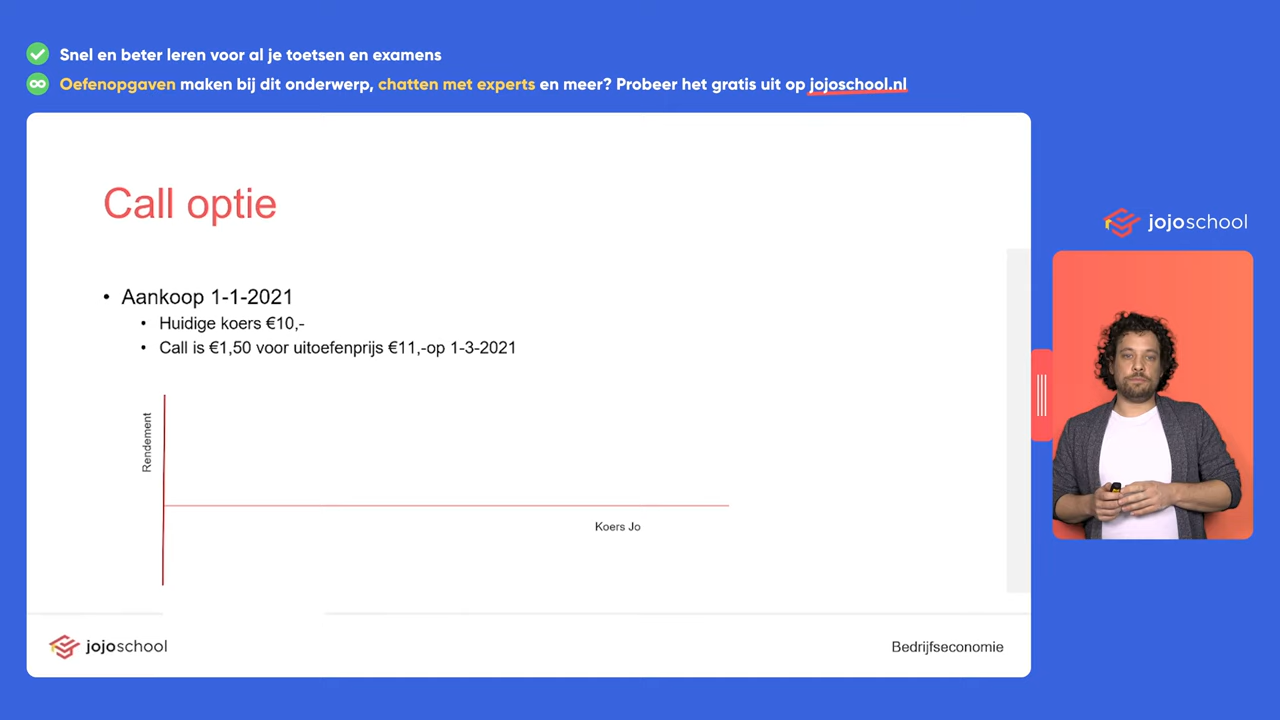 Snel en beter leren voor al je toetsen en examens
Oefenopgaven maken bij dit onderwerp, chatten met experts en meer? Probeer het gratis uit op jojoschool.nl
jojoschool
Call optie
• Aankoop 1-1-2021
• Huidige koers €10,-
• Call is €1,50 voor uitoefenprijs €11,-op 1-3-2021
Rendement
Koers Jo
jojoschool
Bedrijfseconomie